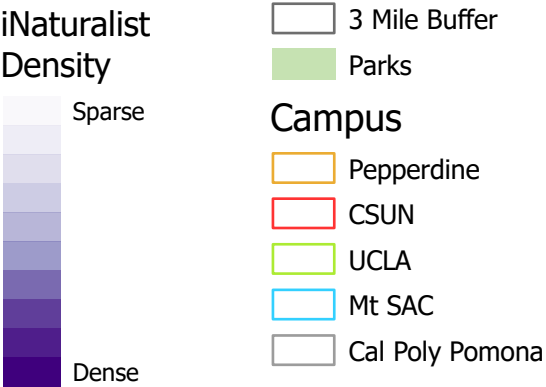 iNaturalist
Density
Sparse
Dense
3 Mile Buffer
Parks
Campus
Pepperdine
CSUN
UCLA
Mt SAC
Cal Poly Pomona